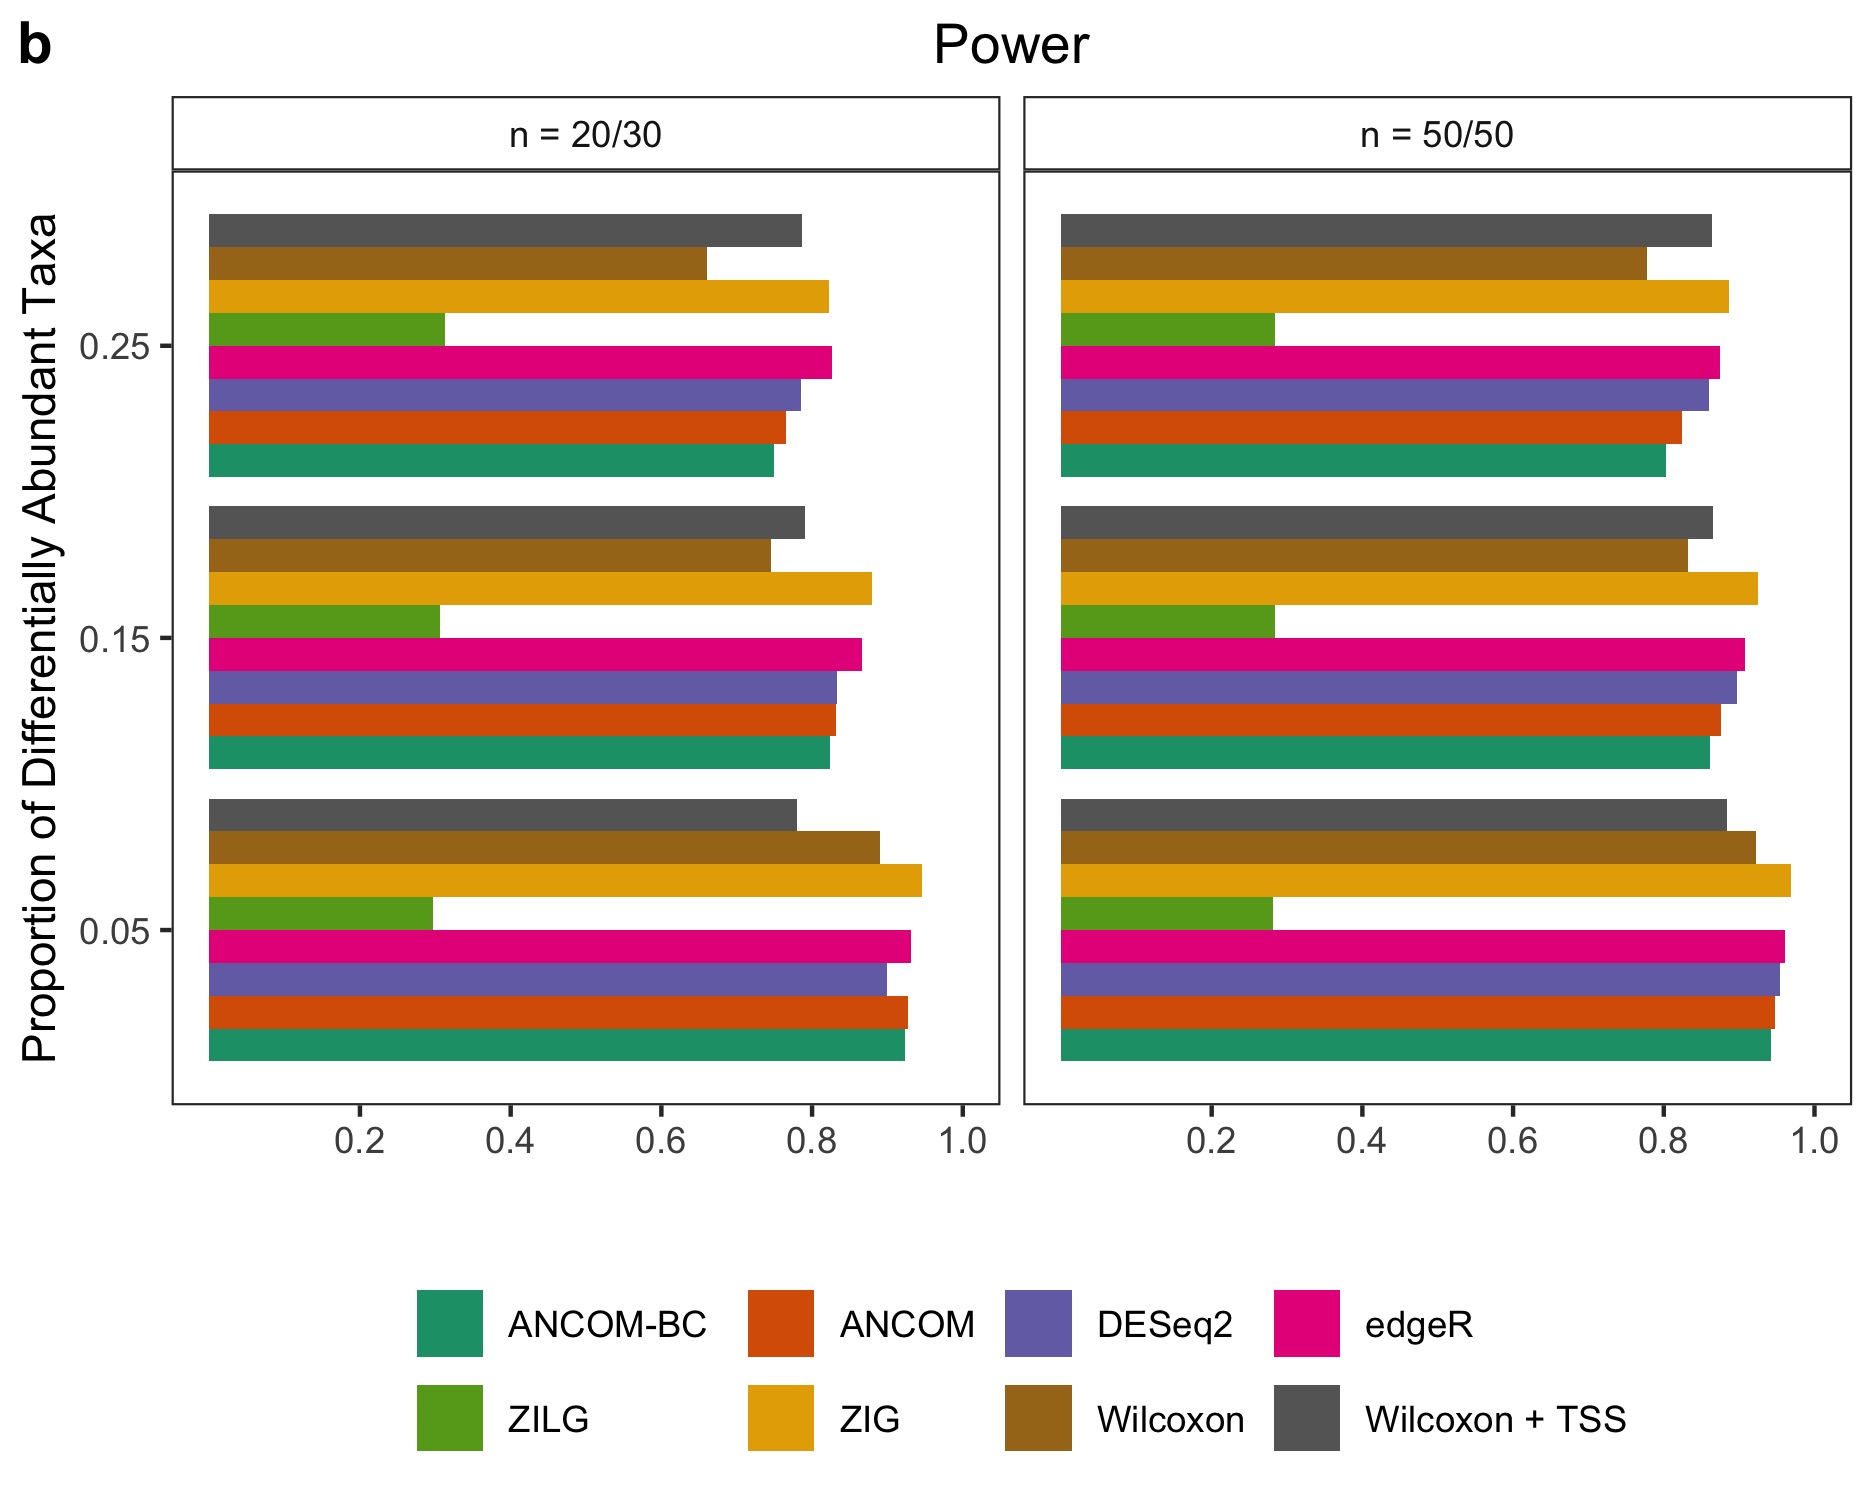 b
Power
n = 20/30
n = 50/50
Proportion of Differentially Abundant Taxa
0.25
0.15
0.05
0.2 0.4 0.6 0.8 1.0
0.2 0.4 0.6 0.8 1.0
ANCOM-BC ANCOM DESeq2 edgeR
ZILG ZIG Wilcoxon Wilcoxon + TSS